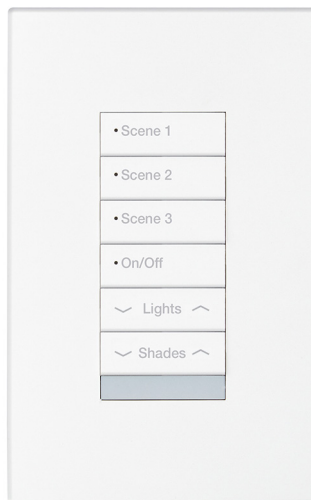 Scene 1
Scene 2
Scene 3
On/Off
Lights
Shades